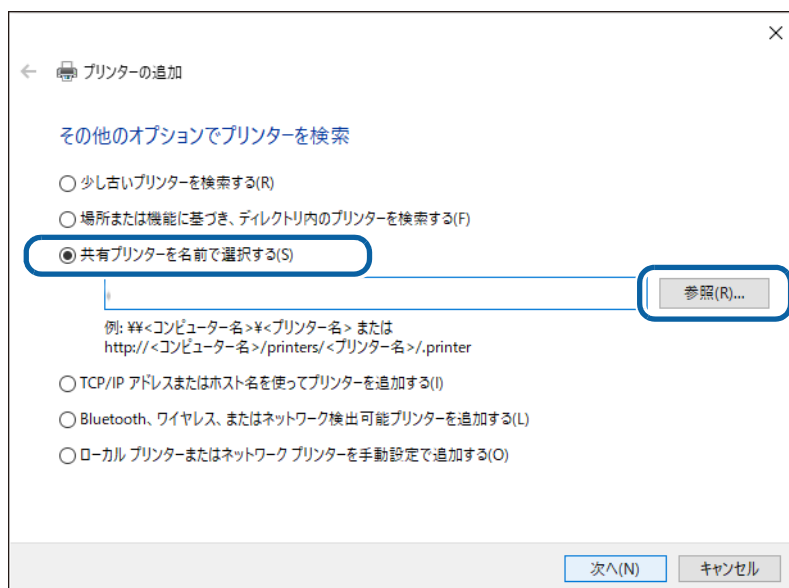 プリンターの追加
その他のオプションでプリンターを検索
少し古いプリンターを検索する(R)
場所または機能に基づき、ディレクトリ内のプリンターを検索する(F)
共有プリンターを名前で選択する(S)
参照(R)...
例: ¥¥<コンピューター名>¥<プリンター名> または
http://<コンピューター名>/printers/<プリンター名>/.printer
TCP/IP アドレスまたはホスト名を使ってプリンターを追加する(I)
Bluetooth、ワイヤレス、またはネットワーク検出可能プリンターを追加する(L)
ローカル プリンターまたはネットワーク プリンターを手動設定で追加する(O)
次へ(N)
キャンセル